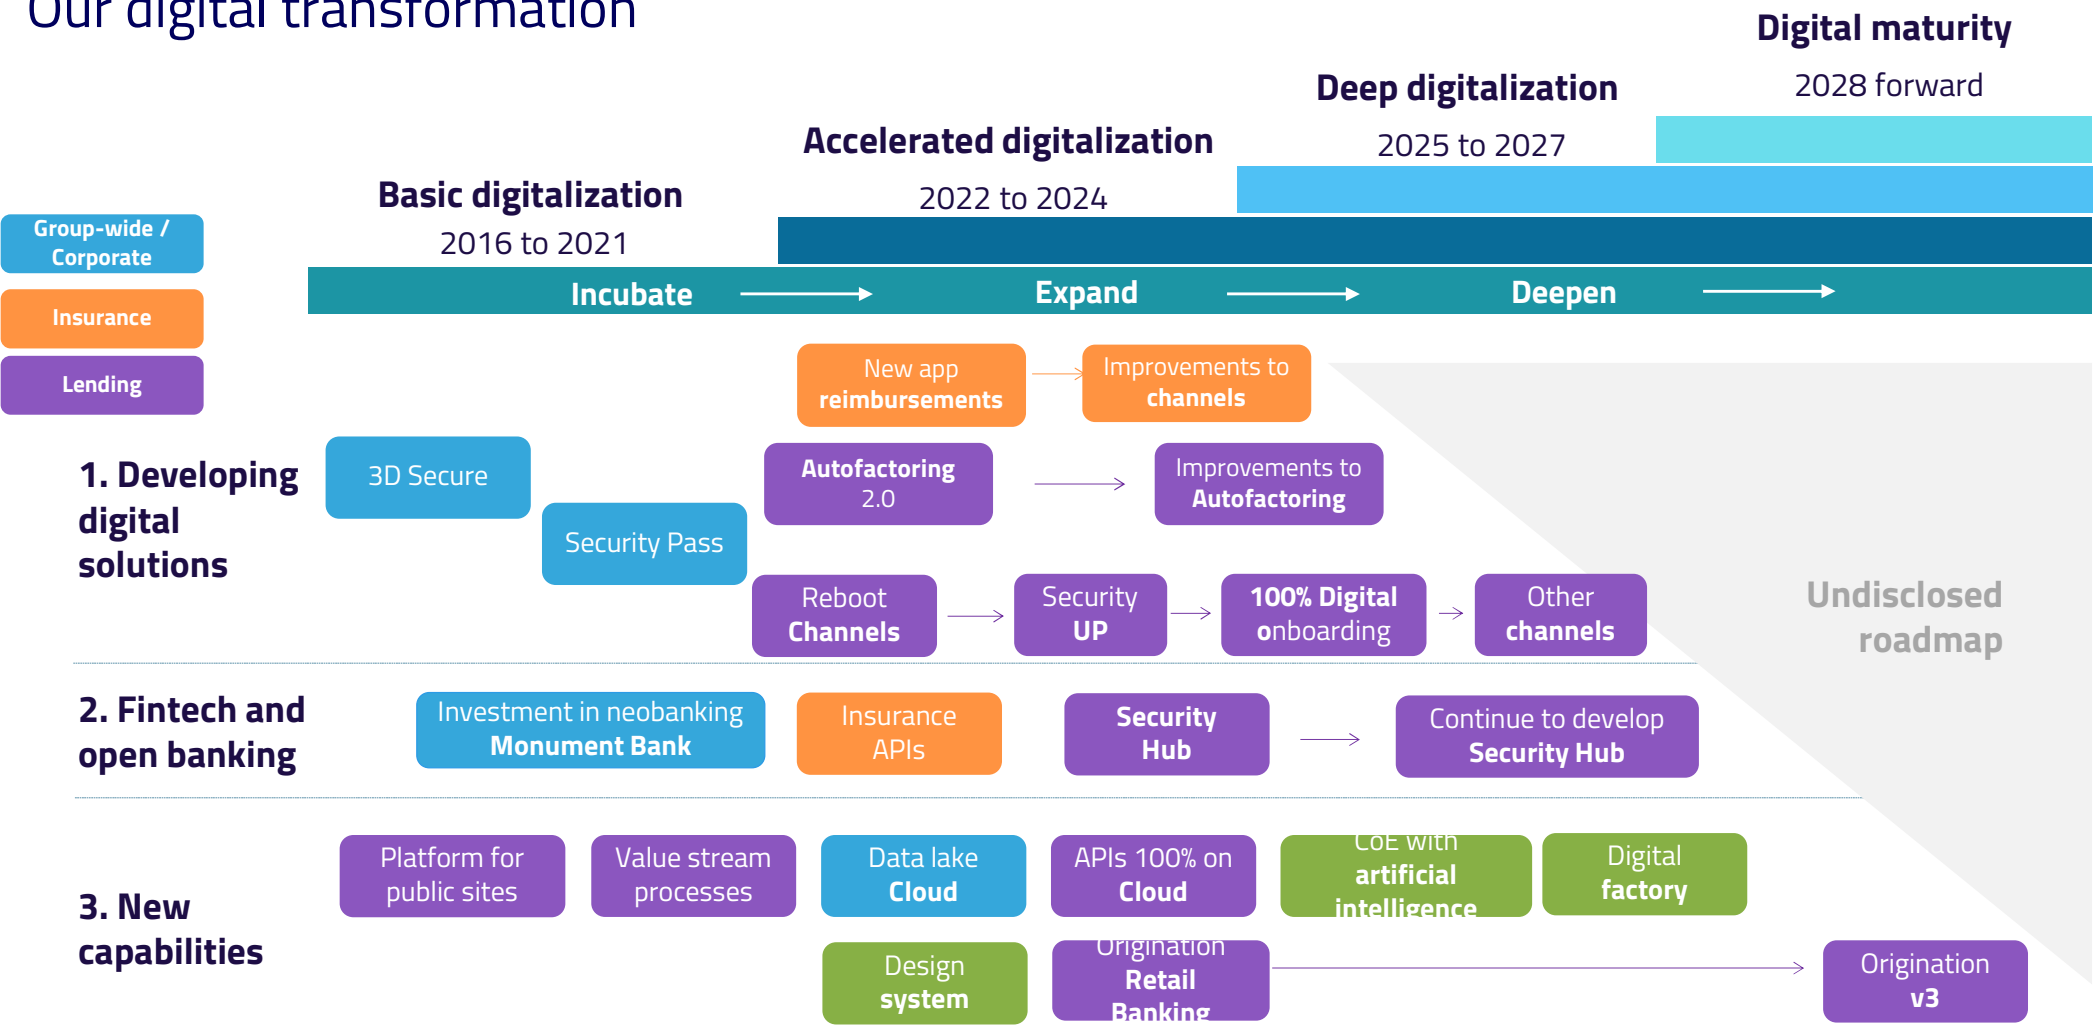 Our digital transformation
Digital maturity
2028 forward
Deep digitalization
2025 to 2027
Accelerated digitalization
2022 to 2024
Basic digitalization
2016 to 2021
Group-wide /
Corporate
Insurance
Lending
Incubate
Expand
Deepen
New app
reimbursements
Improvements to
channels
1. Developing
digital
solutions
3D Secure
Security Pass
Autofactoring
2.0
Improvements to
Autofactoring
Reboot
Channels
Security
UP
100% Digital
onboarding
Other
channels
Undisclosed
roadmap
2. Fintech and
open banking
Investment in neobanking
Monument Bank
Insurance
APIs
Security
Hub
Continue to develop
Security Hub
3. New
capabilities
Platform for
public sites
Value stream
processes
Data lake
Cloud
APIs 100% on
Cloud
CoE with
artificial
intelligence
Digital
factory
Design
system
Origination
Retail
Banking
Origination
v3